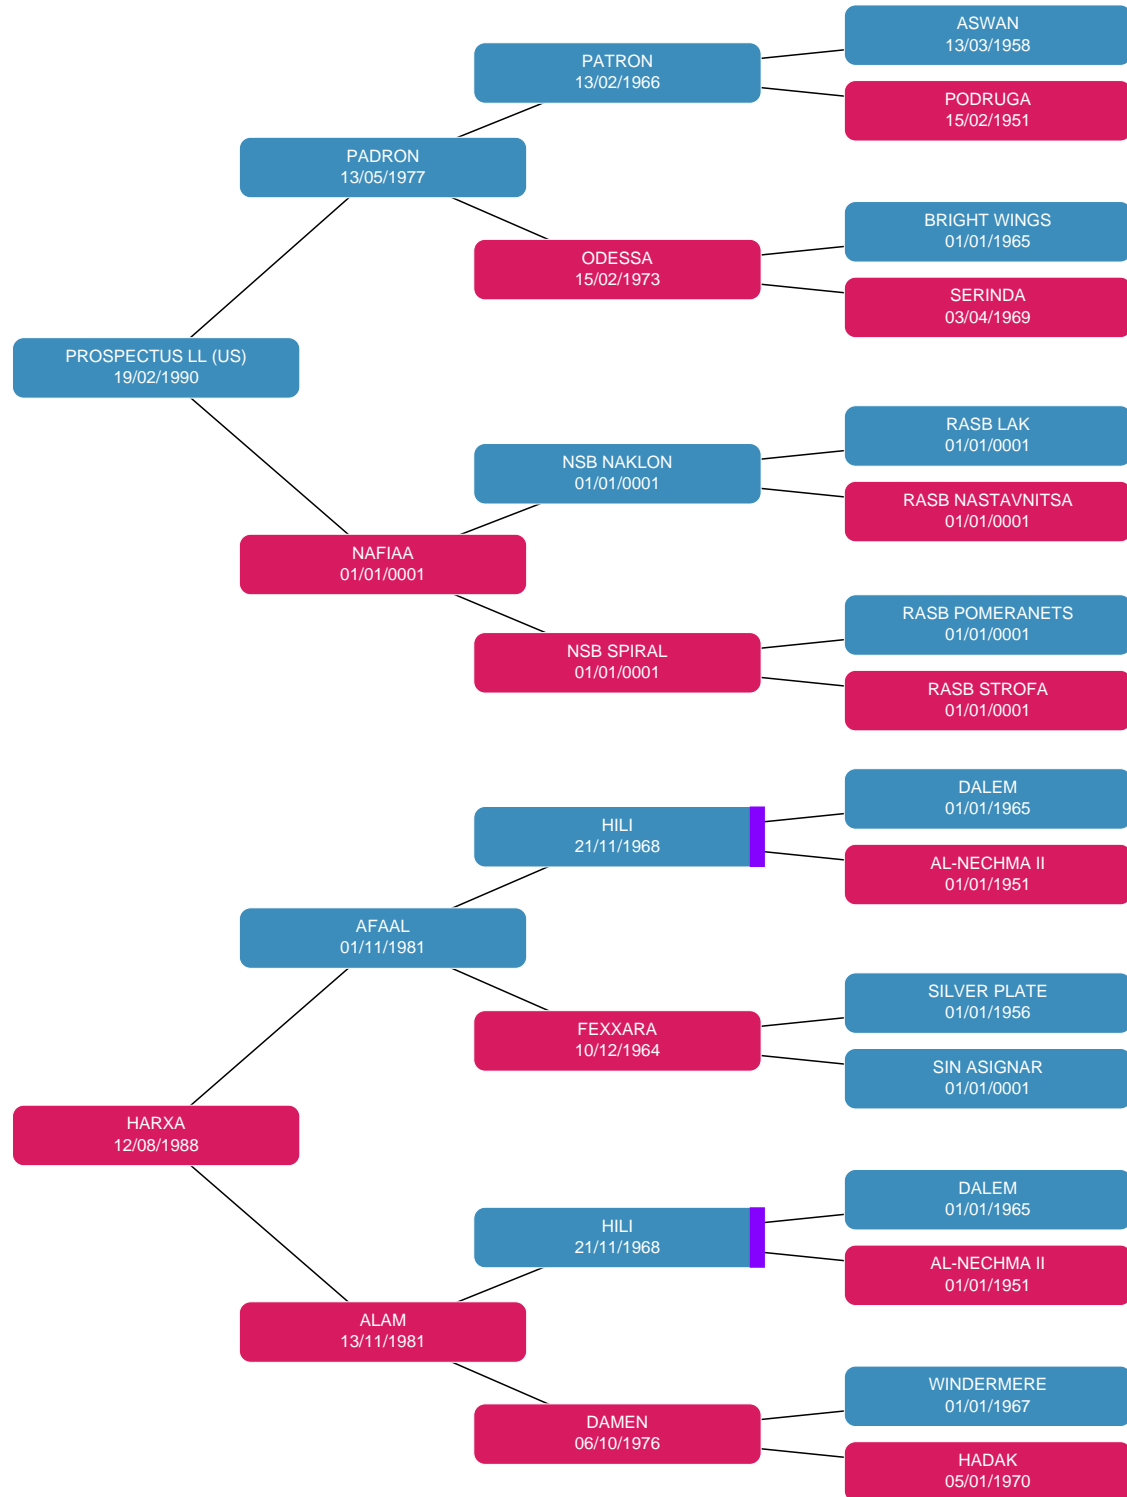 ASWAN
13/03/1958
PATRON
13/02/1966
PODRUGA
15/02/1951
PADRON
13/05/1977
BRIGHT WINGS
01/01/1965
ODESSA
15/02/1973
SERINDA
03/04/1969
PROSPECTUS LL (US)
19/02/1990
RASB LAK
01/01/0001
NSB NAKLON
01/01/0001
RASB NASTAVNITSA
01/01/0001
NAFIAA
01/01/0001
RASB POMERANETS
01/01/0001
NSB SPIRAL
01/01/0001
RASB STROFA
01/01/0001
DALEM
01/01/1965
HILI
21/11/1968
AL-NECHMA II
01/01/1951
AFAAL
01/11/1981
SILVER PLATE
01/01/1956
FEXXARA
10/12/1964
SIN ASIGNAR
01/01/0001
HARXA
12/08/1988
DALEM
01/01/1965
HILI
21/11/1968
AL-NECHMA II
01/01/1951
ALAM
13/11/1981
WINDERMERE
01/01/1967
DAMEN
06/10/1976
HADAK
05/01/1970